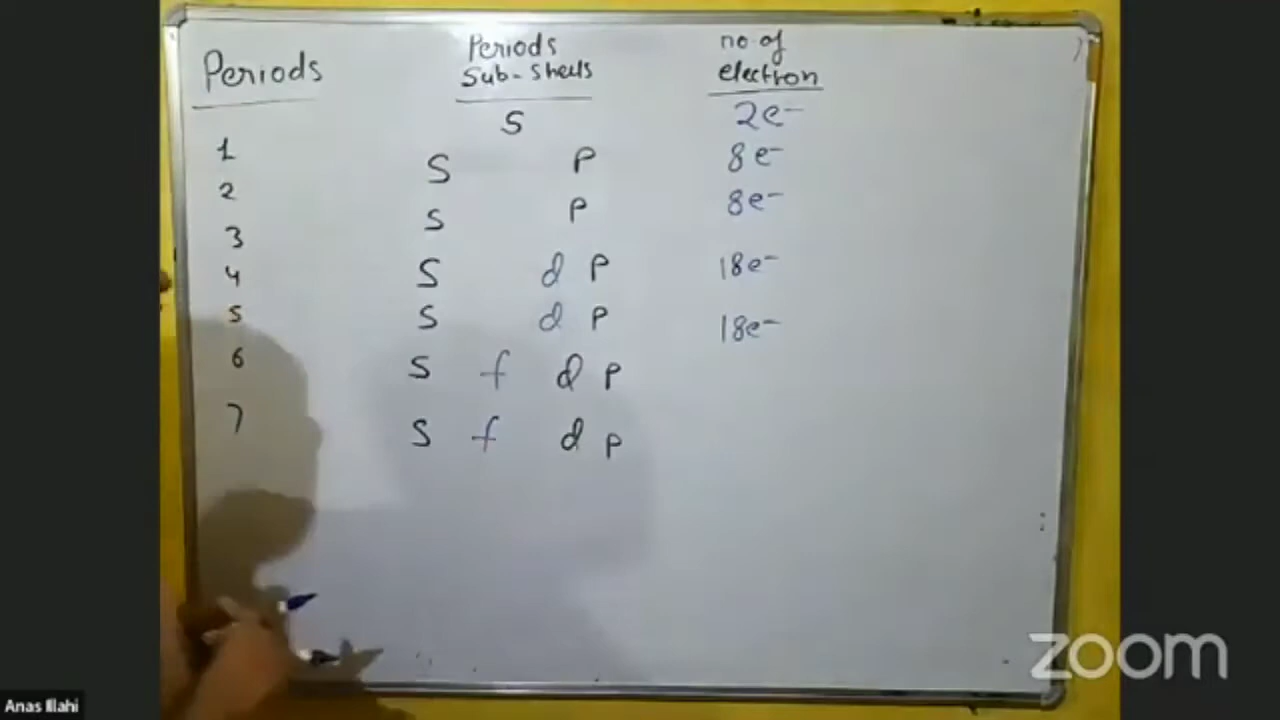 Periods Periods no of
Sub-Shells electron
S 2e-
1 S P 8e-
2 S P 8e-
3
4 S d P 18e-
5 S d P 18e-
6 S f d P
7 S f d P
zoom
Anas Illahi